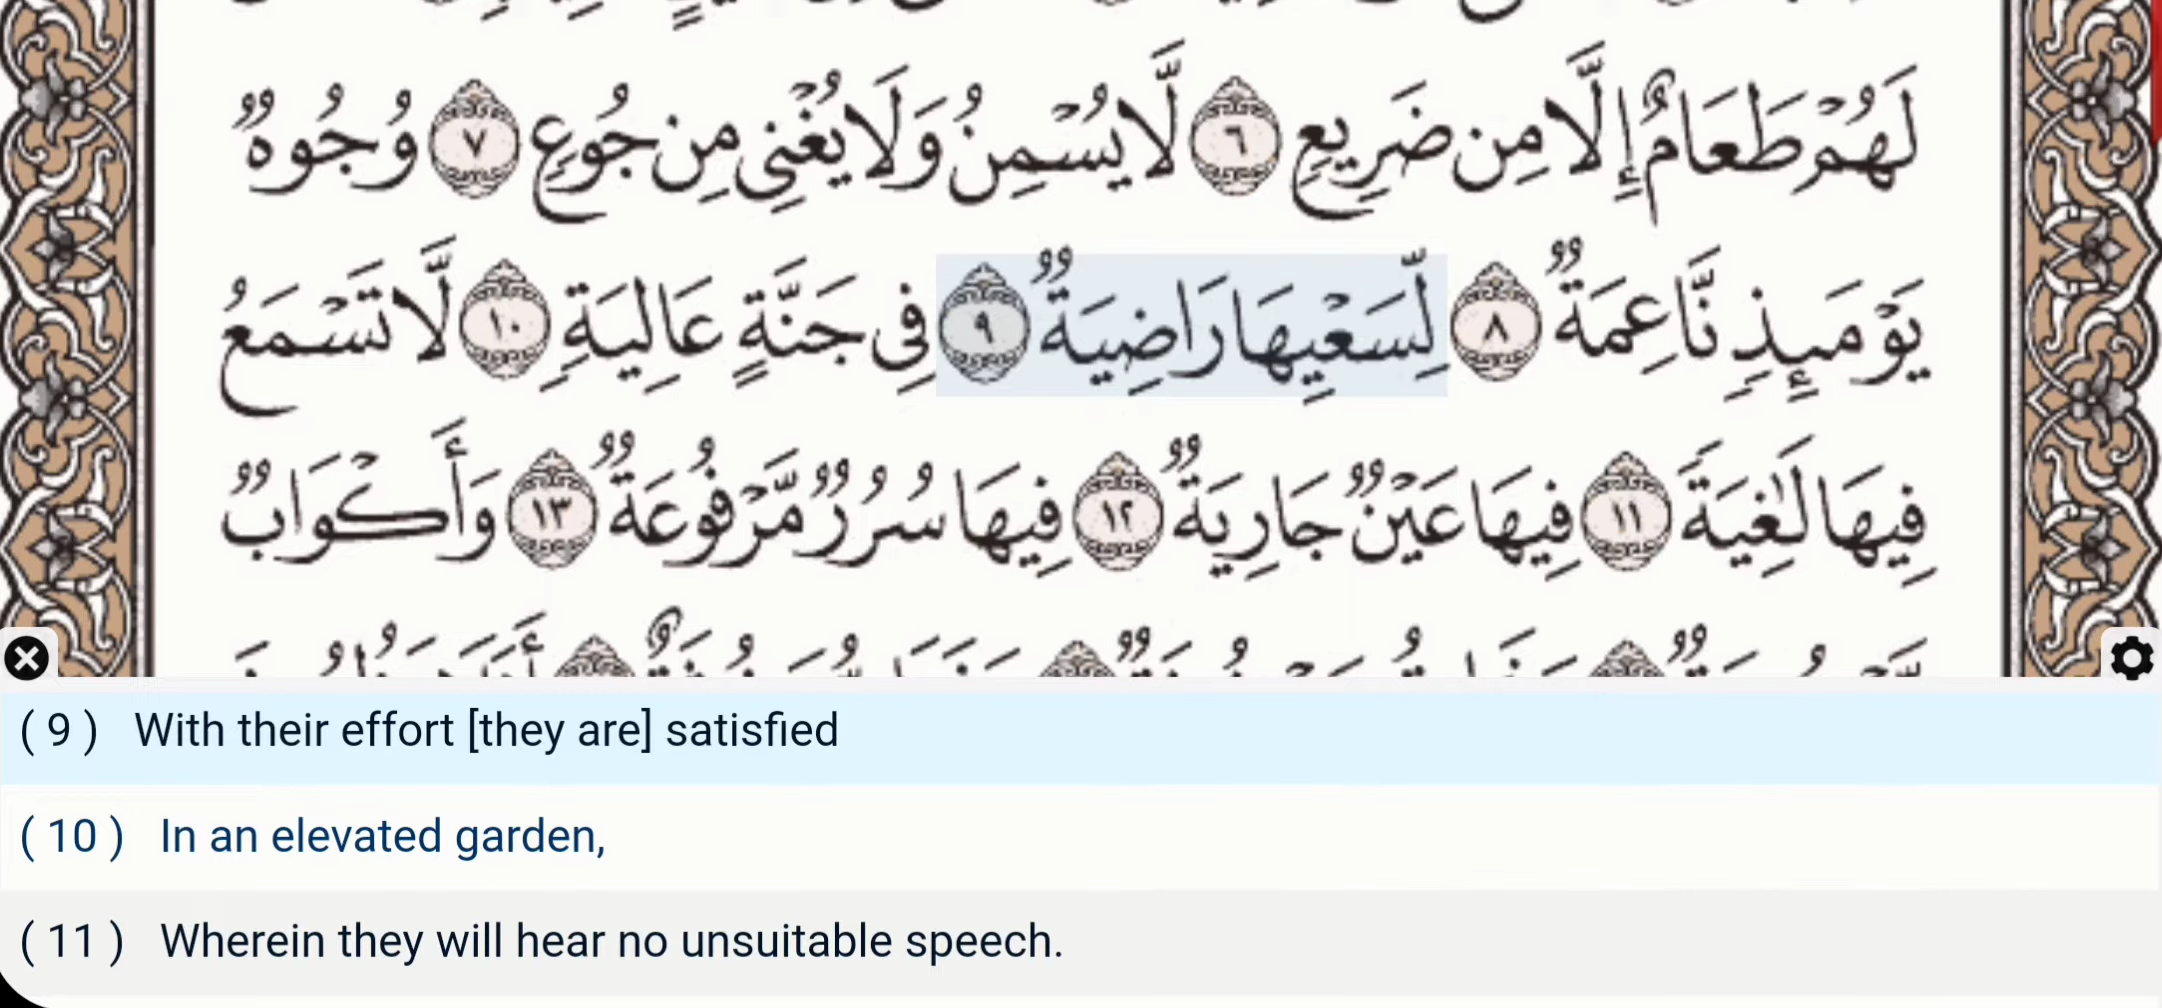 لَهُمْ طَعَامٌ إِلَّا مِن ضَرِيعٍ ٦ لَّا يُسْمِنُ وَلَا يُغْنِى مِن جُوعٍ ٧ وُجُوهٌ
يَوْمَئِذٍ نَّاعِمَةٌ ٨ لِّسَعْيِهَا رَاضِيَةٌ ٩ فِى جَنَّةٍ عَالِيَةٍ ١٠ لَّا تَسْمَعُ
فِيهَا لَٰغِيَةً ١١ فِيهَا عَيْنٌ جَارِيَةٌ ١٢ فِيهَا سُرُرٌ مَّرْفُوعَةٌ ١٣ وَأَكْوَابٌ
( 9 ) With their effort [they are] satisfied
( 10 ) In an elevated garden,
( 11 ) Wherein they will hear no unsuitable speech.